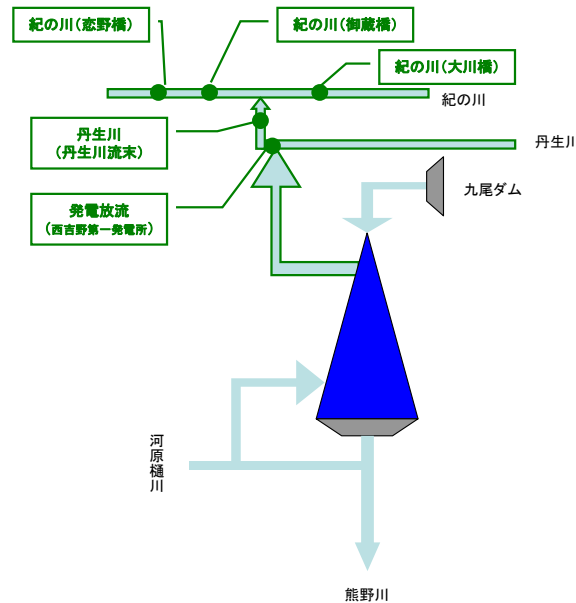 紀の川(恋野橋)
紀の川(御蔵橋)
紀の川(大川橋)
紀の川
丹生川
(丹生川流末)
丹生川
発電放流
(西吉野第一発電所)
九尾ダム
河原樋川
熊野川